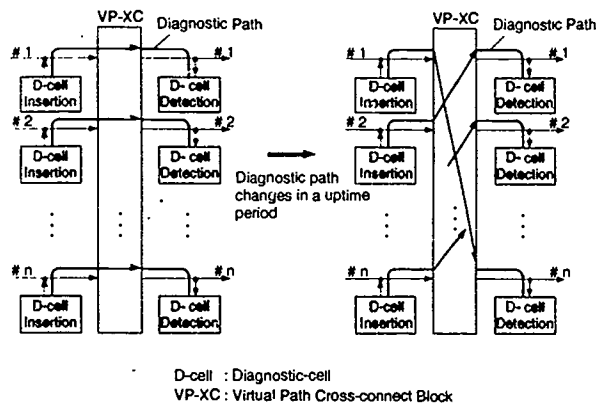 VP-XC
Diagnostic Path
# 1
# 1
D-cell Insertion
D- cell Detection
# 2
# 2
D-cell Insertion
D- cell Detection
# n
# n
D-cell Insertion
D- cell Detection
Diagnostic path
changes in a uptime
period
VP-XC
Diagnostic Path
# 1
# 1
D-cell Insertion
D- cell Detection
# 2
# 2
D-cell Insertion
D- cell Detection
# n
# n
D-cell Insertion
D- cell Detection
D-cell : Diagnostic-cell
VP-XC : Virtual Path Cross-connect Block